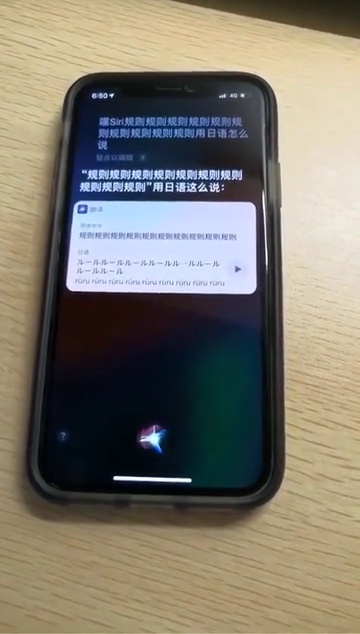 6:50
4G
嘿Siri规则规则规则规则规则规
则规则规则规则规则用日语怎么
说
轻点以编辑
“规则规则规则规则规则规则规则
规则规则规则”用日语这么说：
翻译
简体中文
规则规则规则规则规则规则规则规则规则规则
日语
ルールルールルールルールルールルール
ルールルール
rūru rūru rūru rūru rūru rūru rūru rūru rūru
?